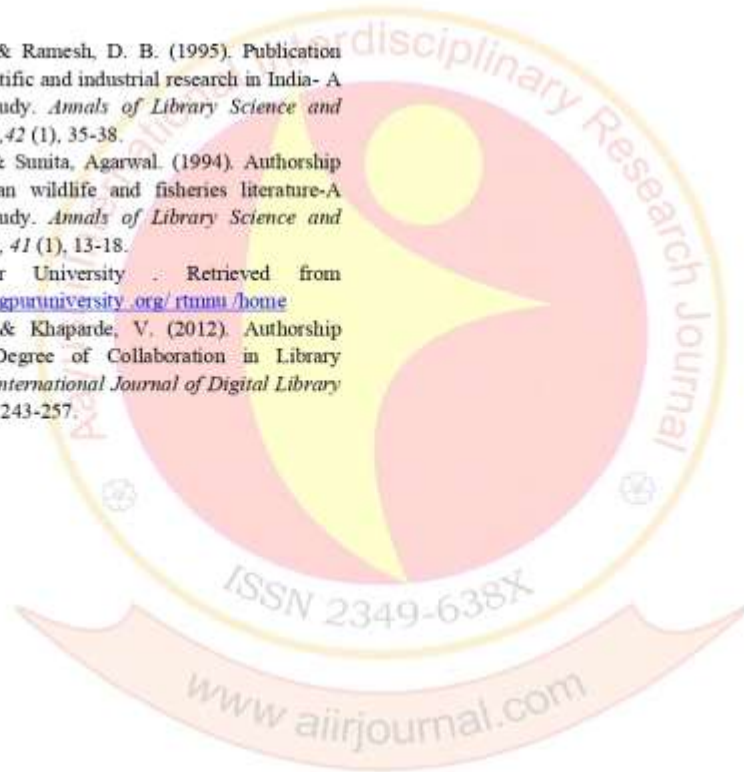 & Ramesh, D. B. (1995). Publication
tific and industrial research in India- A
udy. Annals of Library Science and
,42 (1), 35-38.
& Sunita, Agarwal. (1994). Authorship
an wildlife and fisheries literature-A
udy. Annals of Library Science and
, 41 (1), 13-18.
r University . Retrieved from
gpuruniversity .org/ rtmnu /home
& Khaparde, V. (2012). Authorship
Degree of Collaboration in Library
nternational Journal of Digital Library
243-257.
Interdisciplinary Research Journal
ISSN 2349-638X
www aiirjournal.com